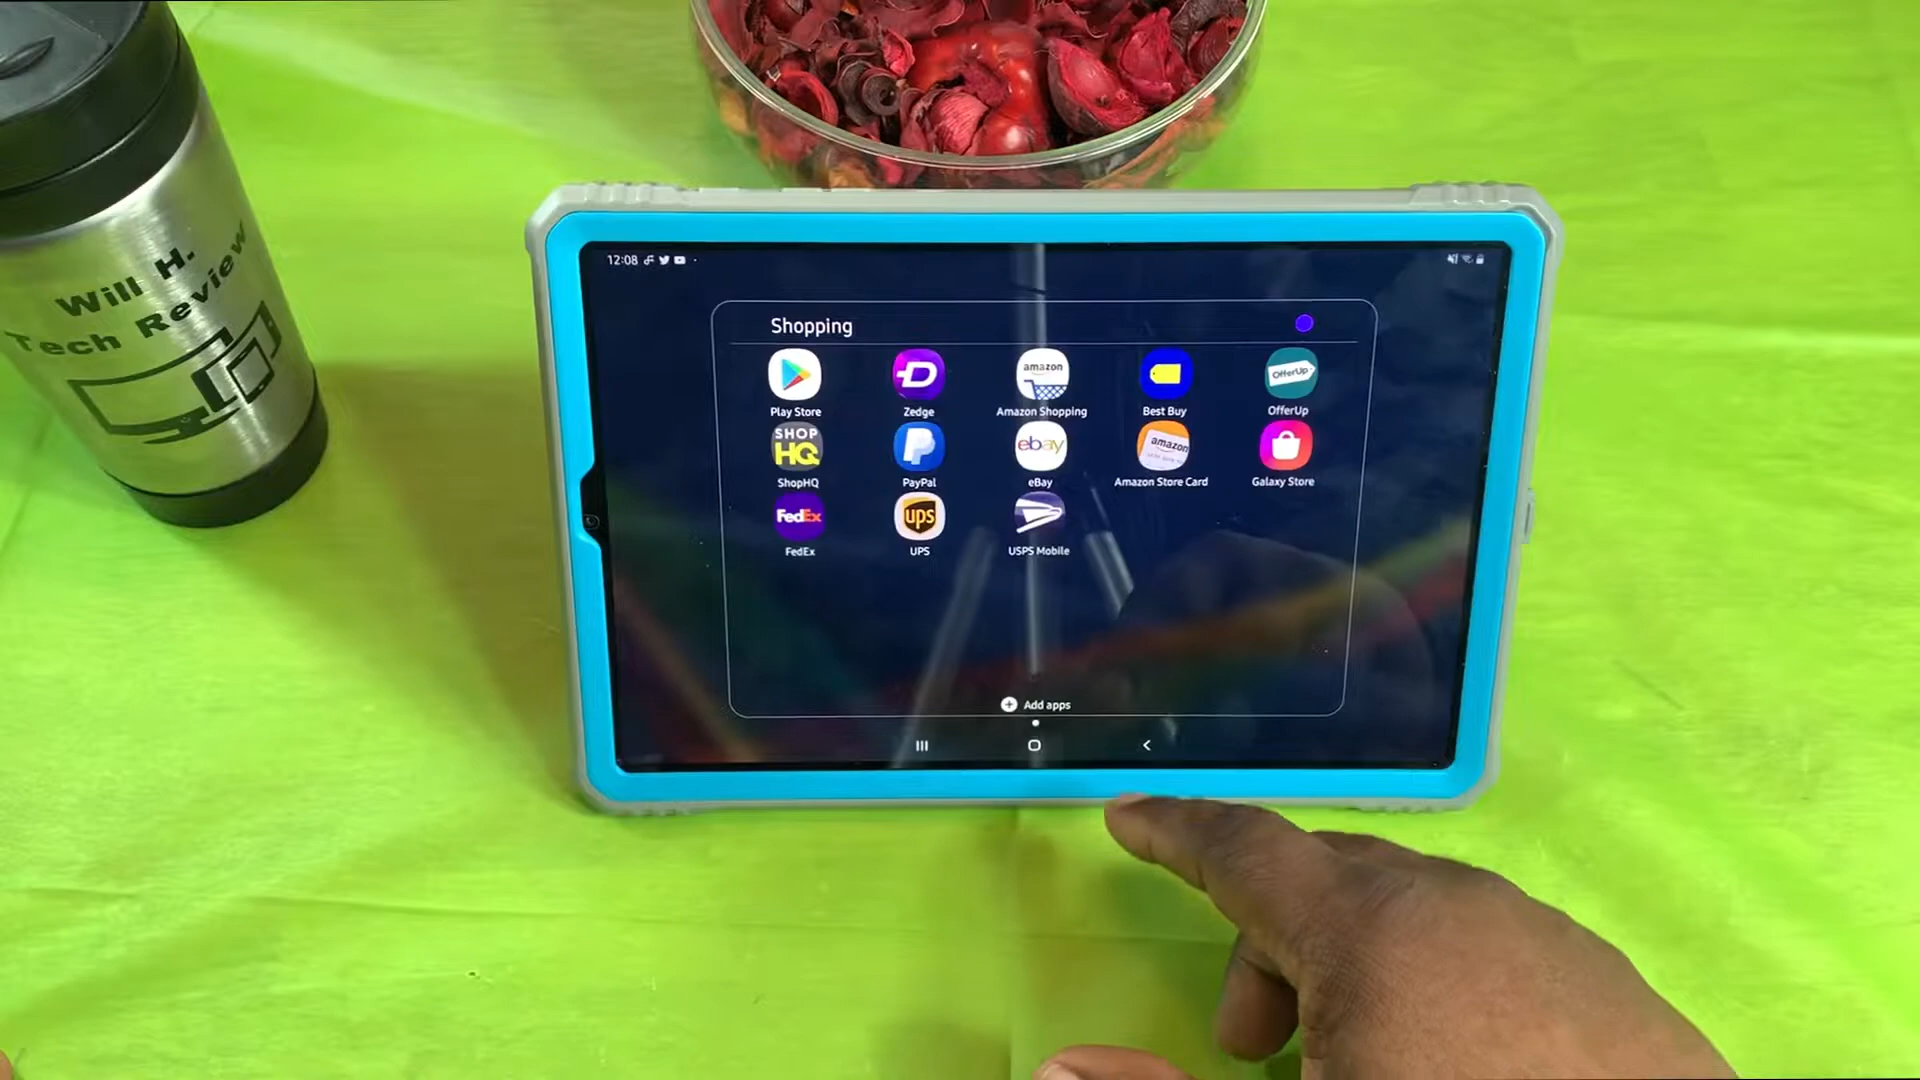 Will H.
Tech Review
12:08
Shopping
Play Store
Zedge
amazon
Amazon Shopping
Best Buy
OfferUp
OfferUp
SHOP
HQ
ShopHQ
PayPal
ebay
eBay
amazon
Amazon Store Card
Galaxy Store
FedEx
FedEx
ups
UPS
USPS Mobile
Add apps